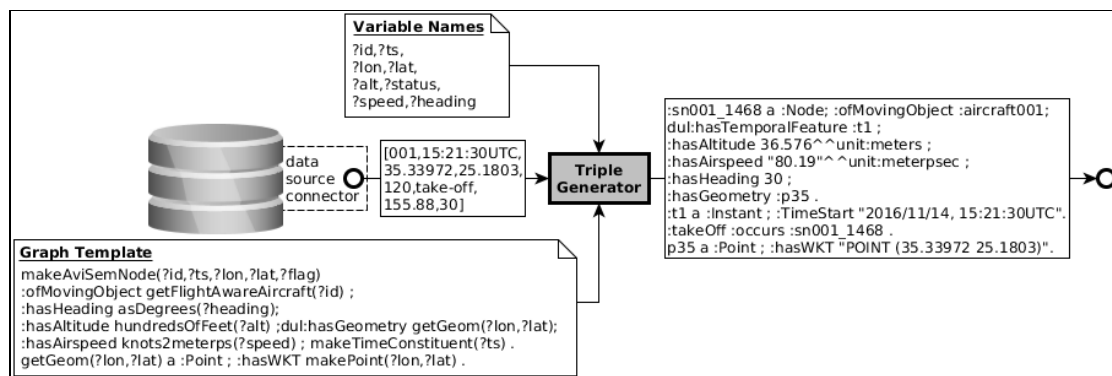 Variable Names
?id,?ts,
?lon,?lat,
?alt,?status,
?speed,?heading
data
source
connector
[001,15:21:30UTC,
35.33972,25.1803,
120,take-off,
155.88,30]
Triple
Generator
:sn001_1468 a :Node; :ofMovingObject :aircraft001;
dul:hasTemporalFeature :t1 ;
:hasAltitude 36.576^^unit:meters ;
:hasAirspeed "80.19"^^unit:meterpsec ;
:hasHeading 30 ;
:hasGeometry :p35 .
:t1 a :Instant ; :TimeStart "2016/11/14, 15:21:30UTC".
:takeOff :occurs :sn001_1468 .
p35 a :Point ; :hasWKT "POINT (35.33972 25.1803)".
Graph Template
makeAviSemNode(?id,?ts,?lon,?lat,?flag)
:ofMovingObject getFlightAwareAircraft(?id) ;
:hasHeading asDegrees(?heading);
:hasAltitude hundredsOfFeet(?alt) ;dul:hasGeometry getGeom(?lon,?lat);
:hasAirspeed knots2meterps(?speed) ; makeTimeConstituent(?ts) .
getGeom(?lon,?lat) a :Point ; :hasWKT makePoint(?lon,?lat) .